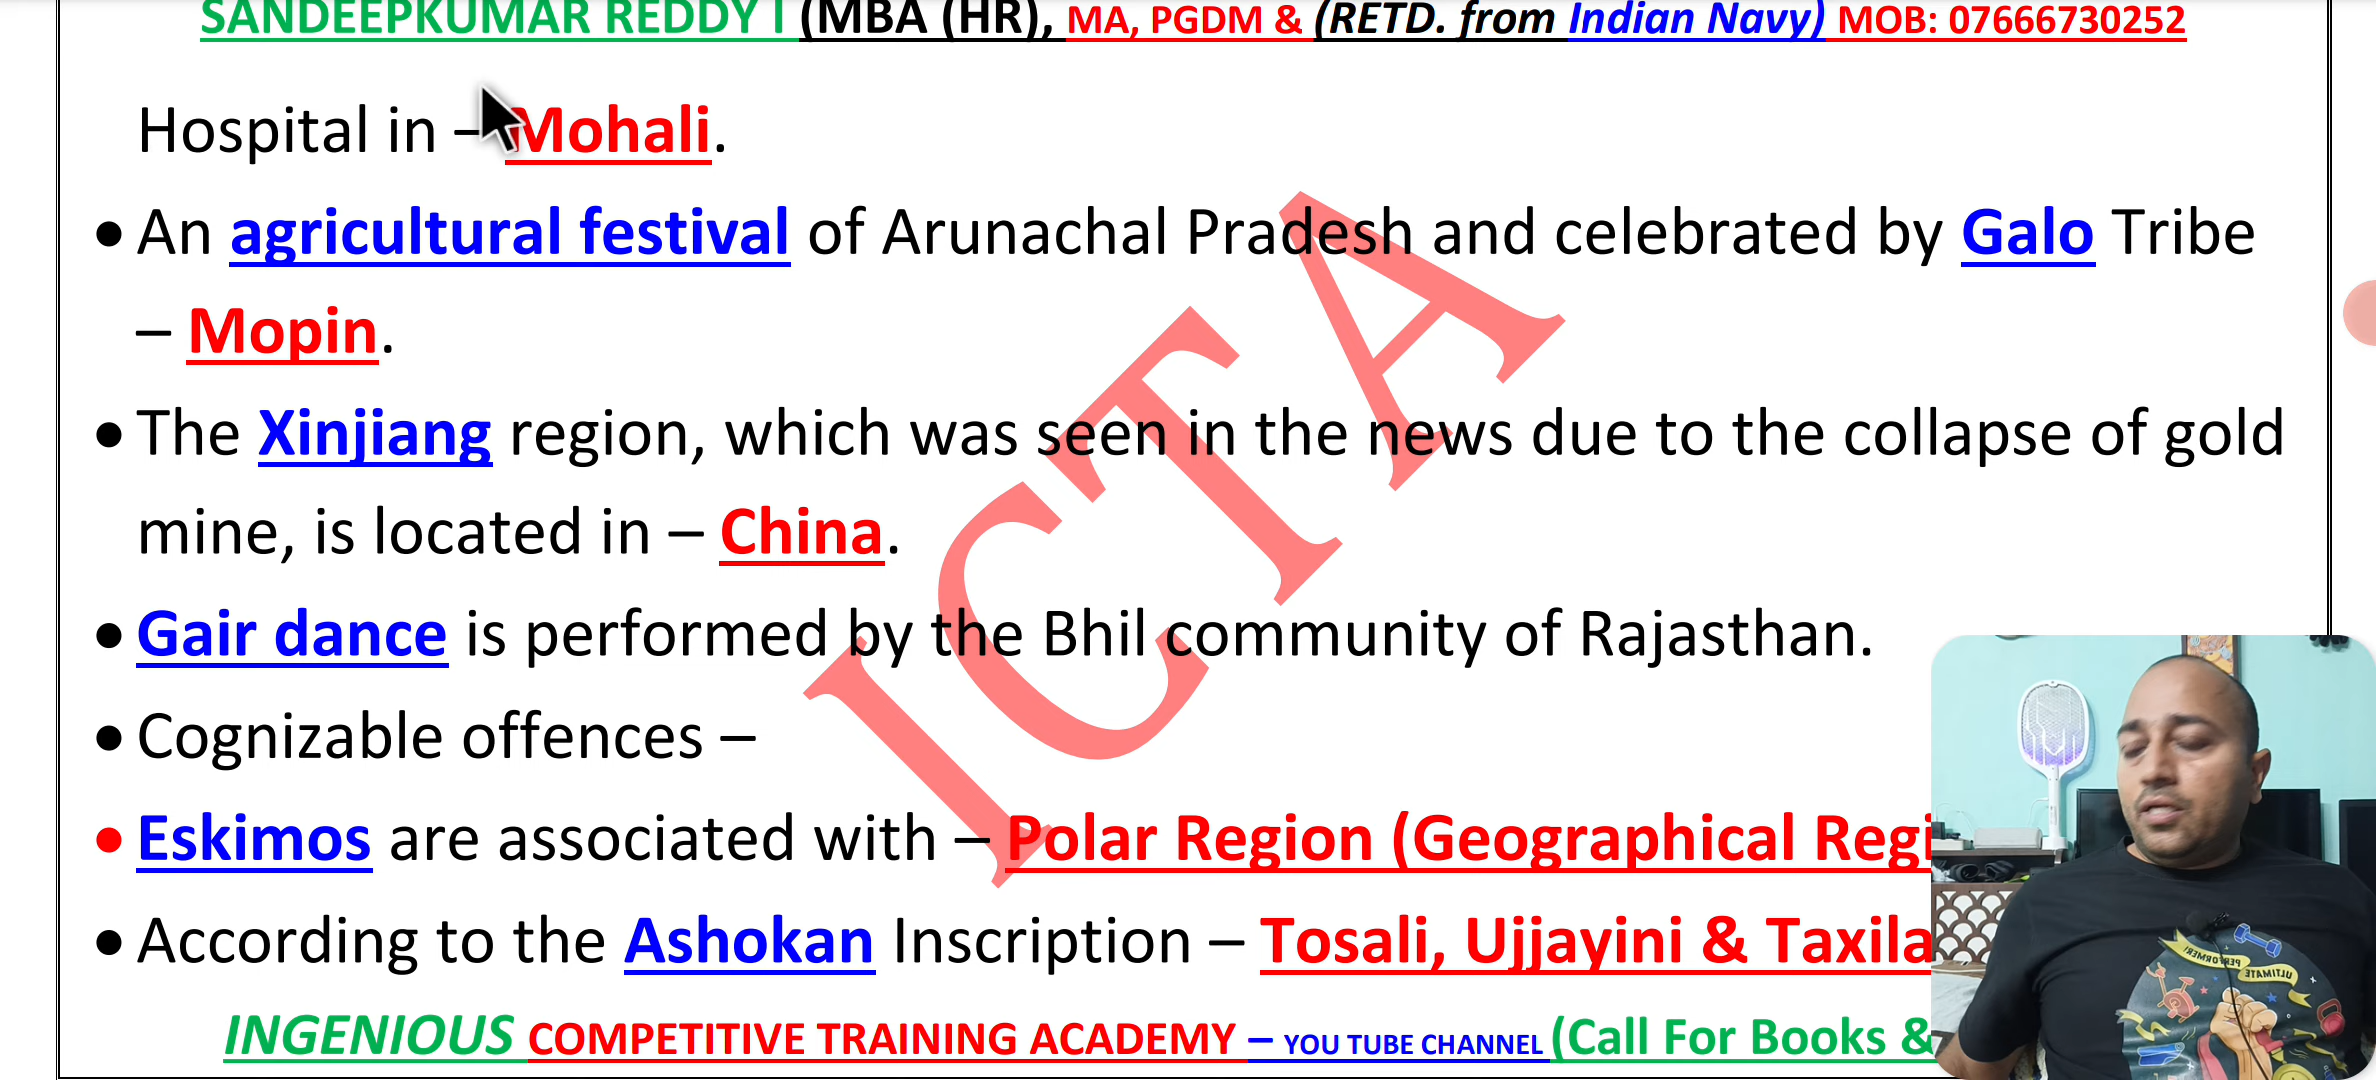 SANDEEPKUMAR REDDY I (MBA (HR), MA, PGDM & (RETD. from Indian Navy) MOB: 07666730252
Hospital in – Mohali.
• An agricultural festival of Arunachal Pradesh and celebrated by Galo Tribe
– Mopin.
• The Xinjiang region, which was seen in the news due to the collapse of gold
mine, is located in – China.
• Gair dance is performed by the Bhil community of Rajasthan.
• Cognizable offences –
• Eskimos are associated with – Polar Region (Geographical Regi
• According to the Ashokan Inscription – Tosali, Ujjayini & Taxila
INGENIOUS COMPETITIVE TRAINING ACADEMY – YOU TUBE CHANNEL (Call For Books &
ICTA
ULTIMATE PERFORMER!